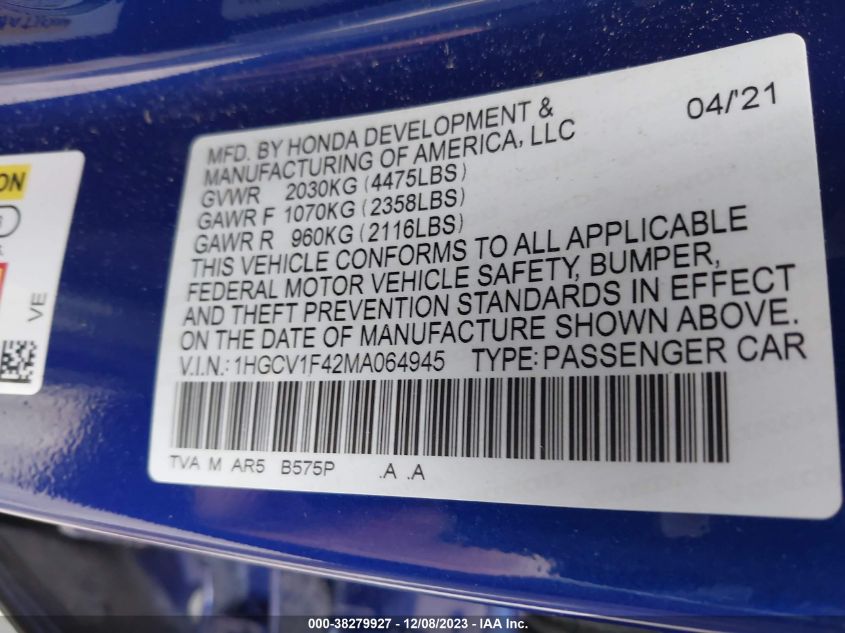 04/'21
MFD. BY HONDA DEVELOPMENT &
MANUFACTURING OF AMERICA, LLC
GVWR 2030KG (4475LBS)
GAWR F 1070KG (2358LBS)
GAWR R 960KG (2116LBS)
THIS VEHICLE CONFORMS TO ALL APPLICABLE
FEDERAL MOTOR VEHICLE SAFETY, BUMPER,
AND THEFT PREVENTION STANDARDS IN EFFECT
ON THE DATE OF MANUFACTURE SHOWN ABOVE.
V.I.N.: 1HGCV1F42MA064945 TYPE: PASSENGER CAR
TVA M AR5 B575P .A .A
ON
VE
000-38279927 - 12/08/2023 - IAA Inc.